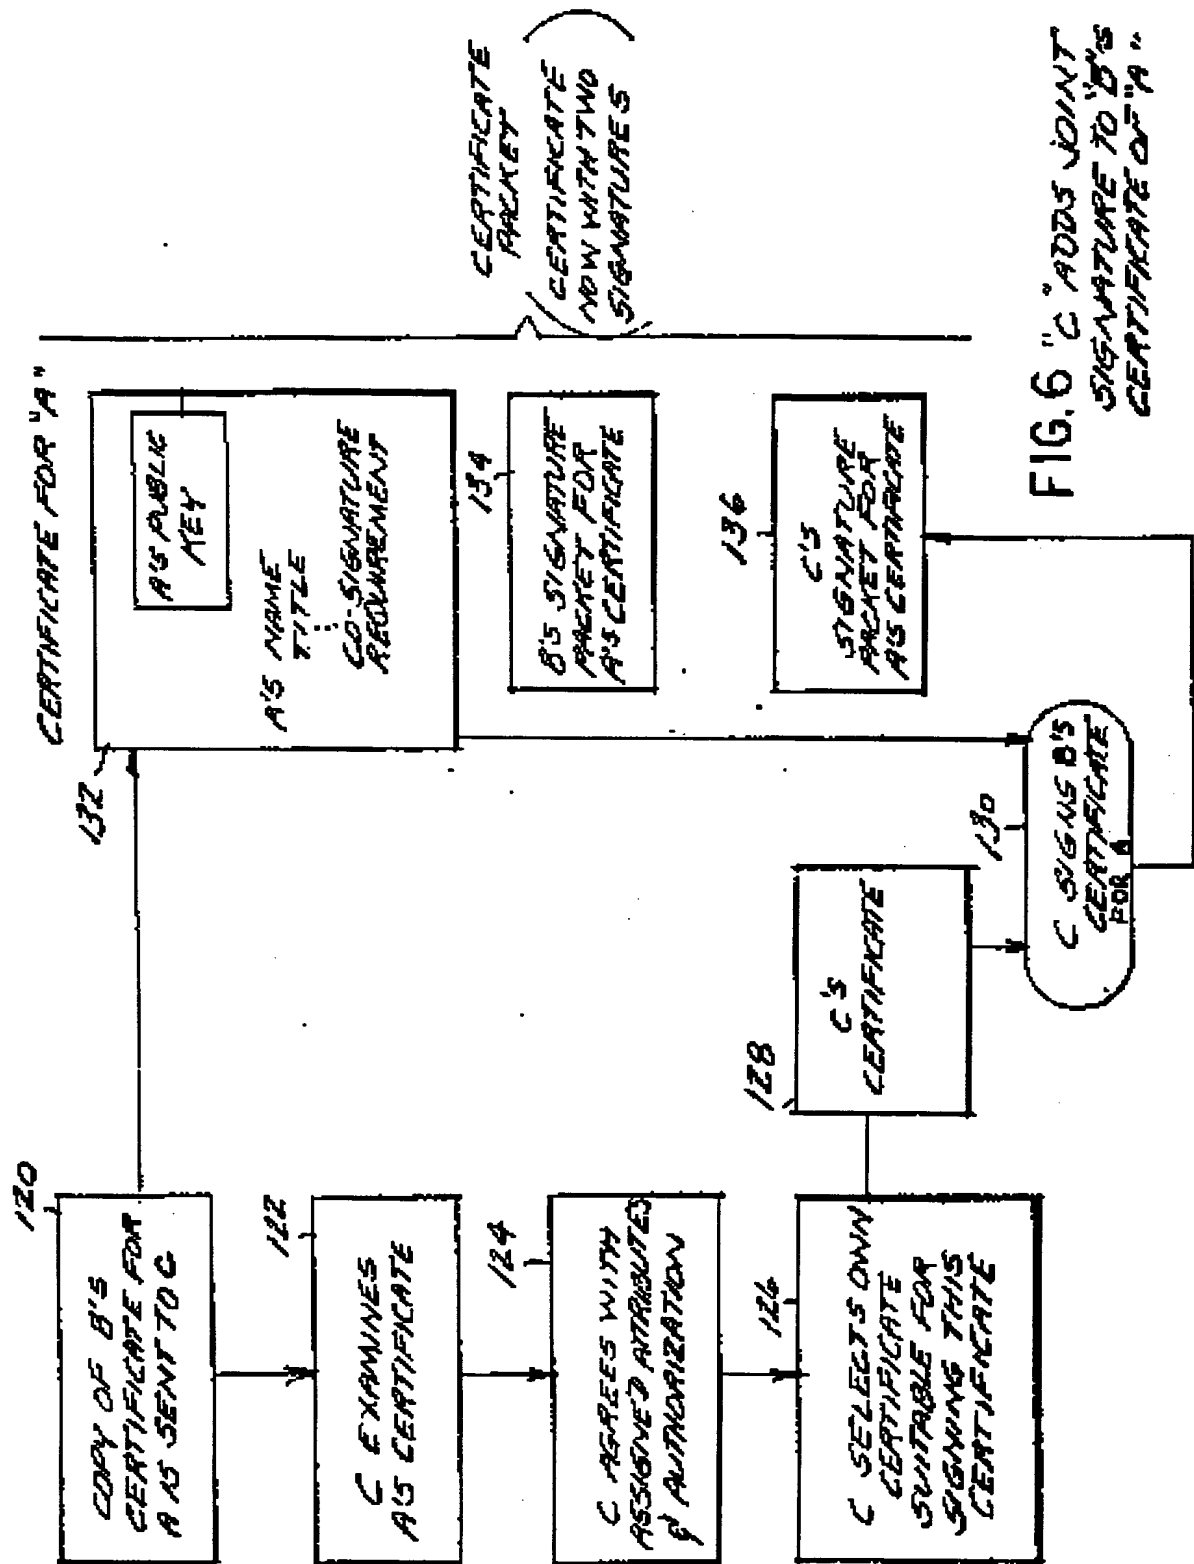 120
COPY OF B'S
CERTIFICATE FOR
A IS SENT TO C
122
C EXAMINES
A'S CERTIFICATE
124
C AGREES WITH
ASSIGNED ATTRIBUTES
& AUTHORIZATION
126
C SELECTS OWN
CERTIFICATE
SUITABLE FOR
SIGNING THIS
CERTIFICATE
128
C'S
CERTIFICATE
130
C SIGNS B'S
CERTIFICATE
FOR A
CERTIFICATE FOR "A"
132
A'S PUBLIC
KEY
A'S NAME
TITLE
⋮
CO-SIGNATURE
REQUIREMENT
134
B'S SIGNATURE
PACKET FOR
A'S CERTIFICATE
136
C'S
SIGNATURE
PACKET FOR
A'S CERTIFICATE
CERTIFICATE
PACKET
(CERTIFICATE
NOW WITH TWO
SIGNATURES)
FIG.6 "C" ADDS JOINT
SIGNATURE TO "B"'S
CERTIFICATE OF "A"